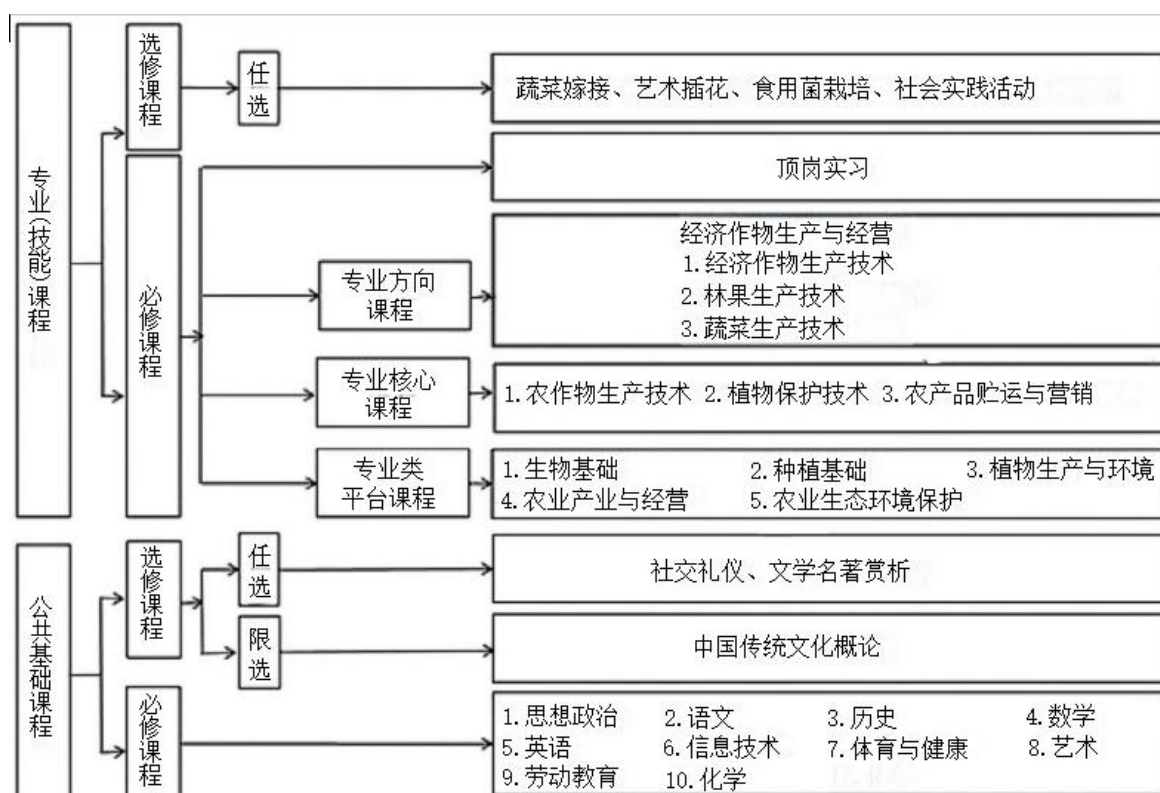 专业(技能)课程
选修课程
任选
蔬菜嫁接、艺术插花、食用菌栽培、社会实践活动
必修课程
顶岗实习
专业方向
课程
经济作物生产与经营
1.经济作物生产技术
2.林果生产技术
3.蔬菜生产技术
专业核心
课程
1.农作物生产技术 2.植物保护技术 3.农产品贮运与营销
专业类
平台课程
1.生物基础 2.种植基础 3.植物生产与环境
4.农业产业与经营 5.农业生态环境保护
公共基础课程
选修课程
任选
社交礼仪、文学名著赏析
限选
中国传统文化概论
必修课程
1.思想政治 2.语文 3.历史 4.数学
5.英语 6.信息技术 7.体育与健康 8.艺术
9.劳动教育 10.化学